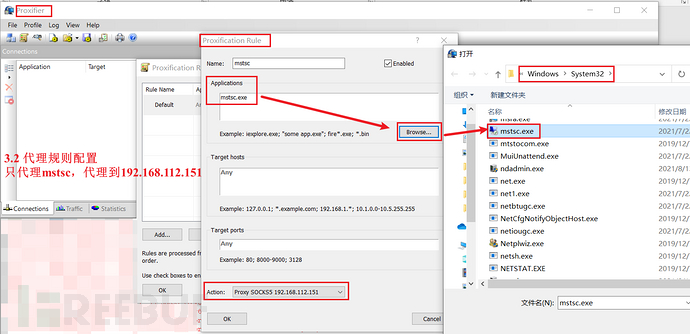 Proxifier
File Profile Log View Help
Connections
Application Target
3.2 代理规则配置
只代理mstsc，代理到192.168.112.151
Connections Traffic Statistics
Proxification R
Rule Name
Default
Add...
Rules are processed from
order.
Use check boxes to en
OK
Proxification Rule
Name: mstsc Enabled
Applications
mstsc.exe
Example: iexplore.exe; "some app.exe"; fire*.exe; *.bin
Browse...
Target hosts
Any
Example: 127.0.0.1; *.example.com; 192.168.1.*; 10.1.0.0-10.5.255.255
Target ports
Any
Example: 80; 8000-9000; 3128
Action: Proxy SOCKS5 192.168.112.151
OK Cancel
打开
Windows System32
组织 新建文件夹
名称 修改日期
msra.exe 2021/7/2
mstsc.exe 2021/7/2
mstsocom.exe 2019/12/
MuiUnattend.exe 2021/7/2
ndadmin.exe 2021/8/1
net.exe 2019/12/
net1.exe 2019/12/
netbtugc.exe 2019/12/
NetCfgNotifyObjectHost.exe 2019/12/
netiougc.exe 2019/12/
Netplwiz.exe 2019/12/
netsh.exe 2019/12/
NETSTAT.EXE 2019/12/
文件名(N): mstsc.exe
REEBUF